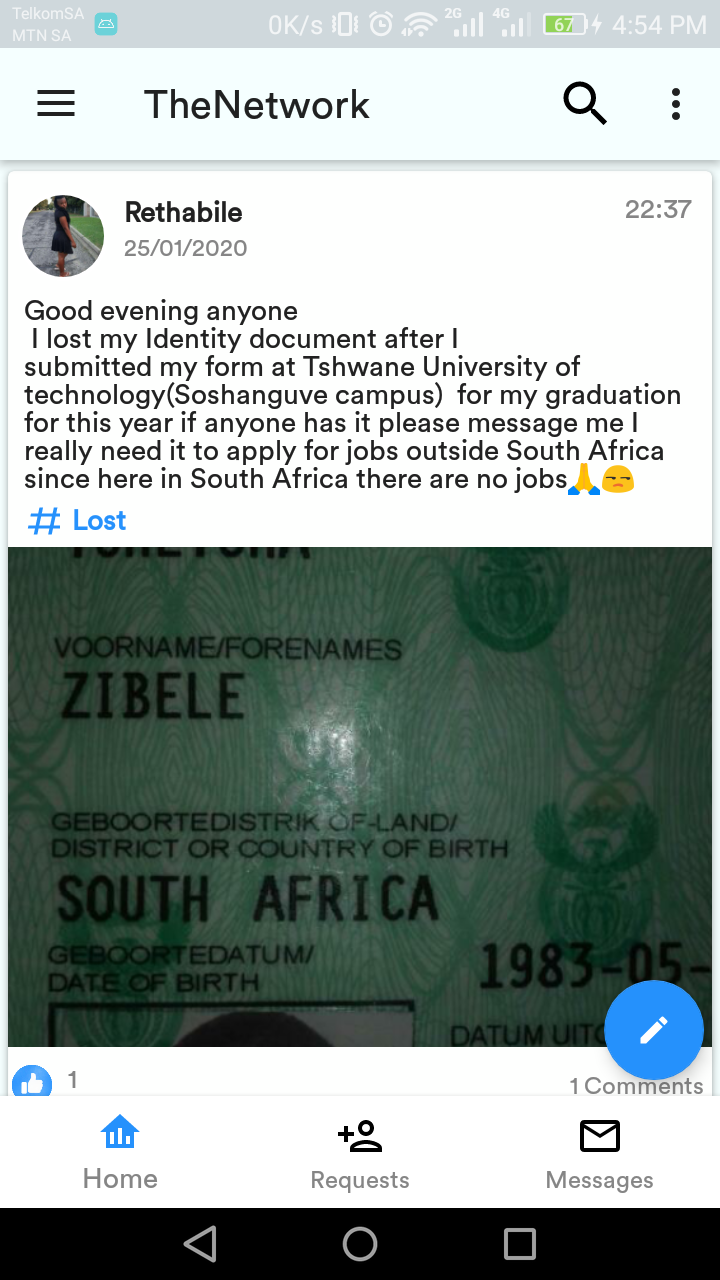 TelkomSA
MTN SA
0K/s 2G 4G 67 4:54 PM
TheNetwork
Rethabile
22:37
25/01/2020
Good evening anyone
I lost my Identity document after I
submitted my form at Tshwane University of
technology(Soshanguve campus) for my graduation
for this year if anyone has it please message me I
really need it to apply for jobs outside South Africa
since here in South Africa there are no jobs🙏😒
# Lost
VOORNAME/FORENAMES
ZIBELE
GEBOORTEDISTRIK OF-LAND/
DISTRICT OR COUNTRY OF BIRTH
SOUTH AFRICA
GEBOORTEDATUM/
DATE OF BIRTH
1983-05-
DATUM
1
1 Comments
Home
Requests
Messages